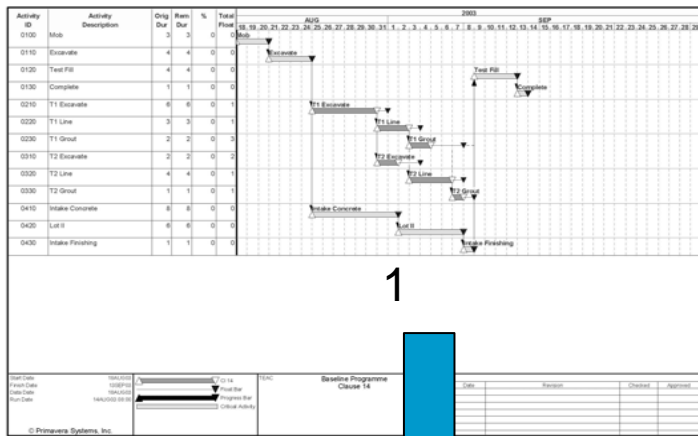 Activity ID Activity Description Orig Dur Rem Dur % Total Float 2003
AUG SEP
18 19 20 21 22 23 24 25 26 27 28 29 30 31 1 2 3 4 5 6 7 8 9 10 11 12 13 14 15 16 17 18 19 20 21 22 23 24 25 26 27 28
0100 Mob 3 3 0 0 Mob
0110 Excavate 4 4 0 0 Excavate
0120 Test Fill 4 4 0 0 Test Fill
0130 Complete 1 1 0 0 Complete
0210 T1 Excavate 6 6 0 1 T1 Excavate
0220 T1 Line 3 3 0 1 T1 Line
0230 T1 Grout 2 2 0 3 T1 Grout
0310 T2 Excavate 2 2 0 2 T2 Excavate
0320 T2 Line 4 4 0 1 T2 Line
0330 T2 Grout 1 1 0 1 T2 Grout
0410 Intake Concrete 8 8 0 0 Intake Concrete
0420 Lot II 6 6 0 0 Lot II
0430 Intake Finishing 1 1 0 0 Intake Finishing
1
Start Date 18AUG03
Finish Date 13SEP03
Data Date 18AUG03
Run Date
© Primavera Systems, Inc.
Cl 14
Float Bar
Progress Bar
Critical Activity
TEAC
Baseline Programme
Clause 14
Date Revision Checked Approved